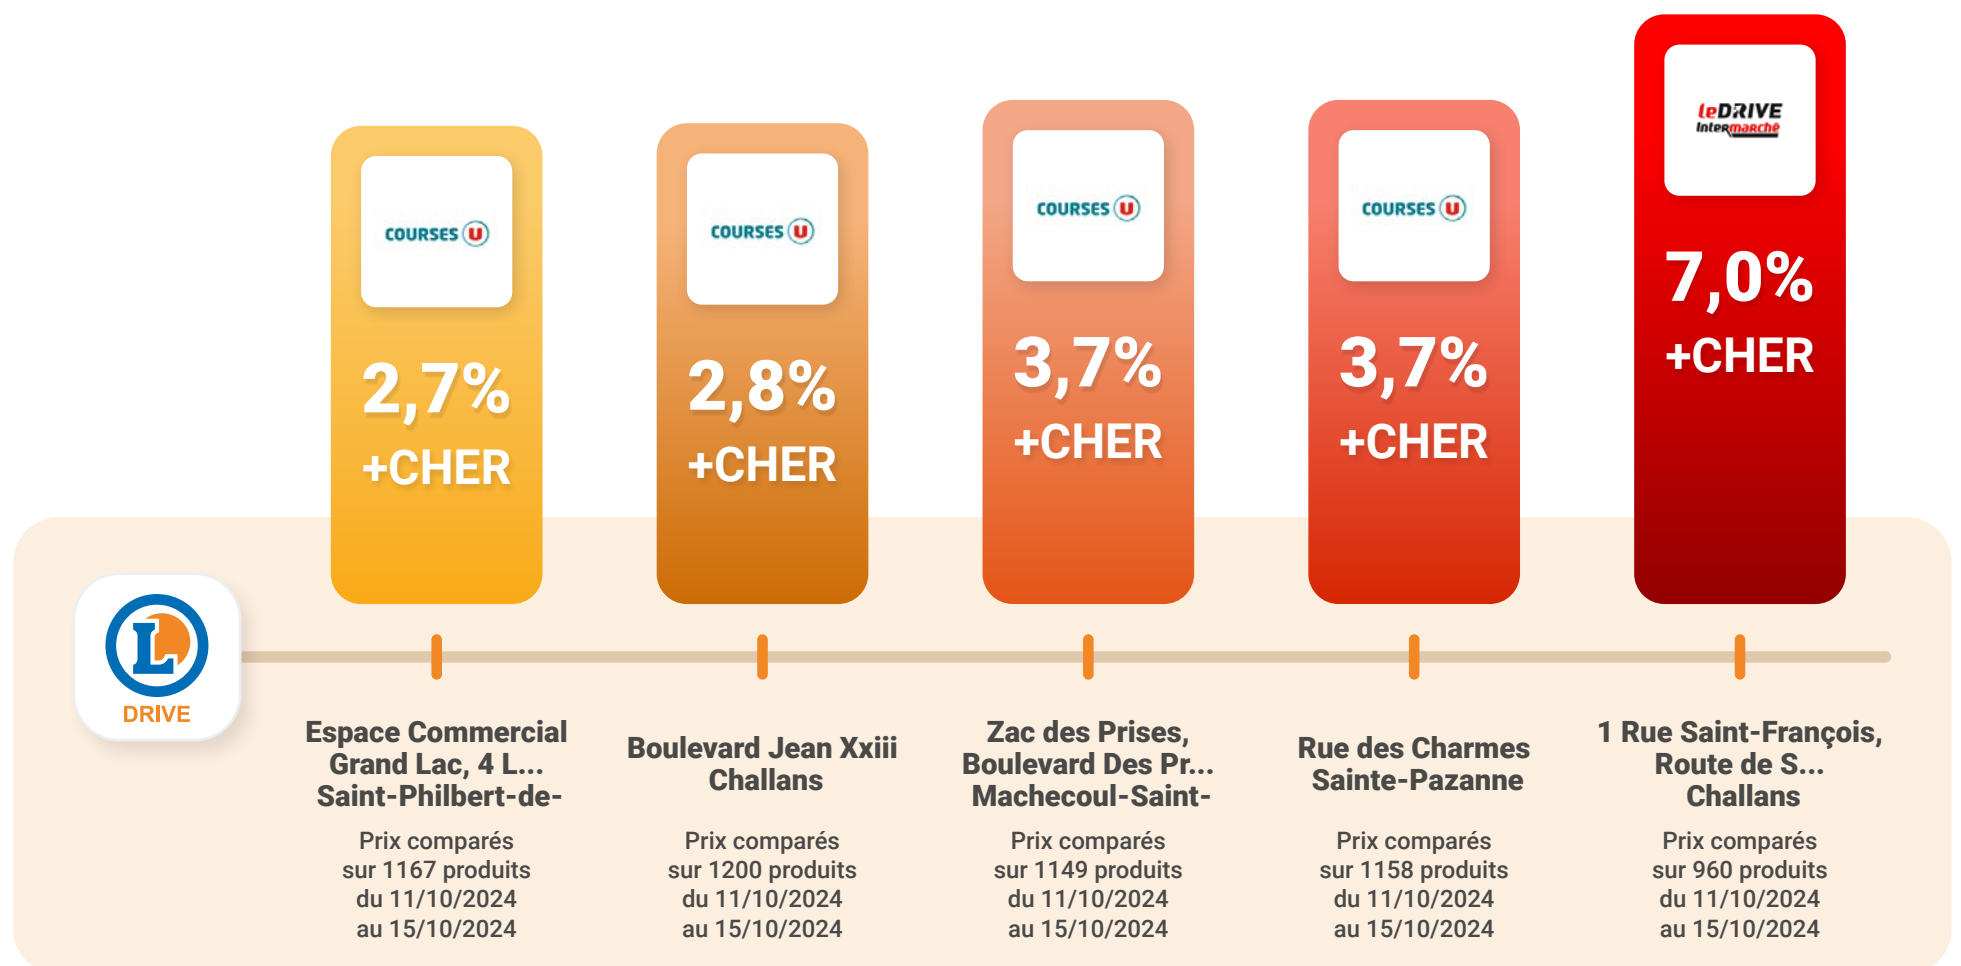 COURSES U
2,7%
+CHER
COURSES U
2,8%
+CHER
COURSES U
3,7%
+CHER
COURSES U
3,7%
+CHER
leDRIVE
Intermarché
7,0%
+CHER
L
DRIVE
Espace Commercial
Grand Lac, 4 L...
Saint-Philbert-de-
Prix comparés
sur 1167 produits
du 11/10/2024
au 15/10/2024
Boulevard Jean Xxiii
Challans
Prix comparés
sur 1200 produits
du 11/10/2024
au 15/10/2024
Zac des Prises,
Boulevard Des Pr...
Machecoul-Saint-
Prix comparés
sur 1149 produits
du 11/10/2024
au 15/10/2024
Rue des Charmes
Sainte-Pazanne
Prix comparés
sur 1158 produits
du 11/10/2024
au 15/10/2024
1 Rue Saint-François,
Route de S...
Challans
Prix comparés
sur 960 produits
du 11/10/2024
au 15/10/2024